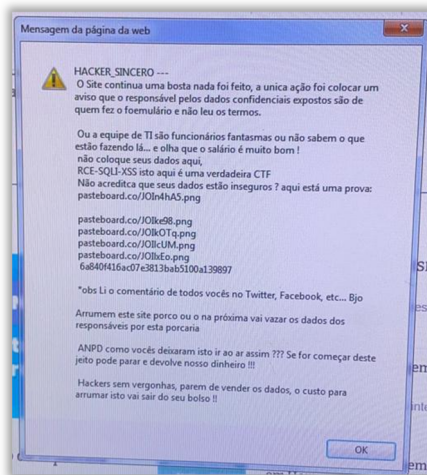 Mensagem da página da web
HACKER_SINCERO ---
O Site continua uma bosta nada foi feito, a unica ação foi colocar um
aviso que o responsável pelos dados confidenciais expostos são de
quem fez o foemulário e não leu os termos.
Ou a equipe de TI são funcionários fantasmas ou não sabem o que
estão fazendo lá... e olha que o salário é muito bom !
não coloque seus dados aqui,
RCE-SQLI-XSS isto aqui é uma verdadeira CTF
Não acreditca que seus dados estão inseguros ? aqui está uma prova:
pasteboard.co/JOIn4hA5.png
pasteboard.co/JOIke98.png
pasteboard.co/JOIkOTq.png
pasteboard.co/JOIlcUM.png
pasteboard.co/JOIlxEo.png
6a840f416ac07e3813bab5100a139897
*obs Li o comentário de todos vocês no Twitter, Facebook, etc... Bjo
Arrumem este site porco ou o na próxima vai vazar os dados dos
responsáveis por esta porcaria
ANPD como vocês deixaram isto ir ao ar assim ??? Se for começar deste
jeito pode parar e devolve nosso dinheiro !!!
Hackers sem vergonhas, parem de vender os dados, o custo para
arrumar isto vai sair do seu bolso !!
OK